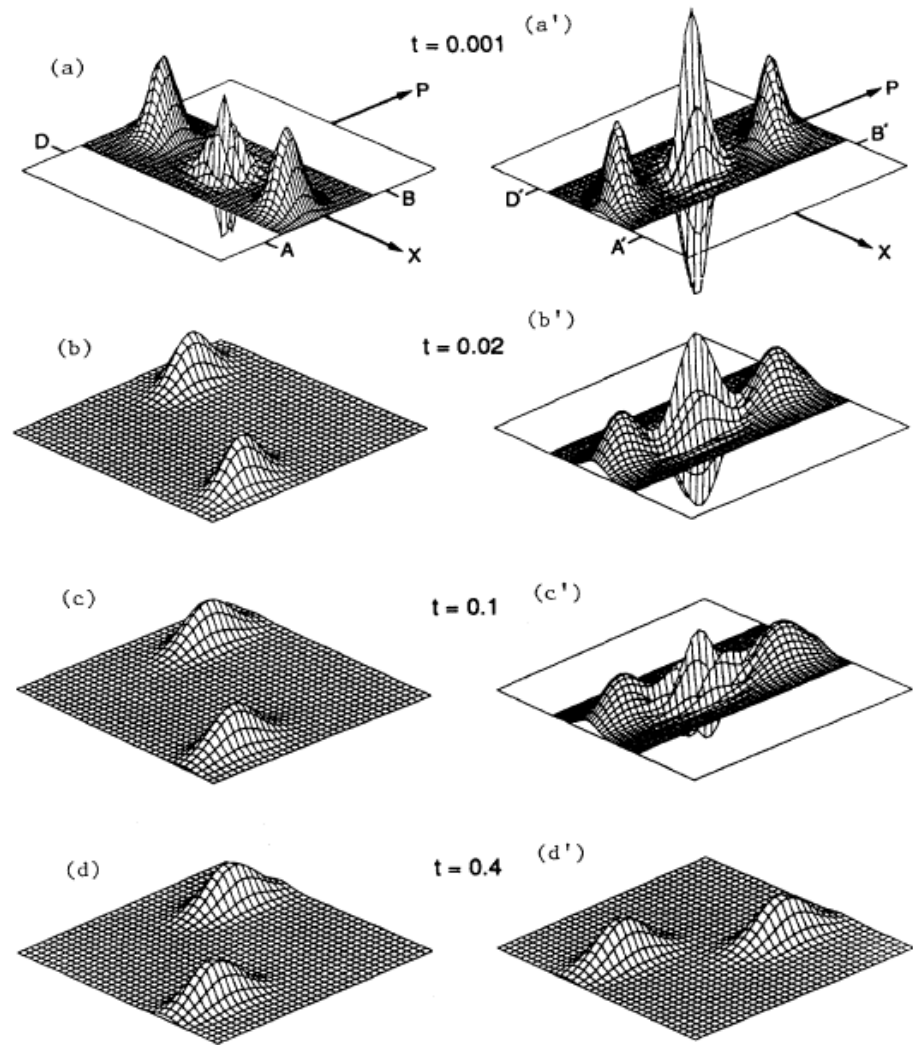 (a)
t = 0.001
(a')
P
D
B
A
X
P
B'
D'
A'
X
(b)
t = 0.02
(b')
(c)
t = 0.1
(c')
(d)
t = 0.4
(d')